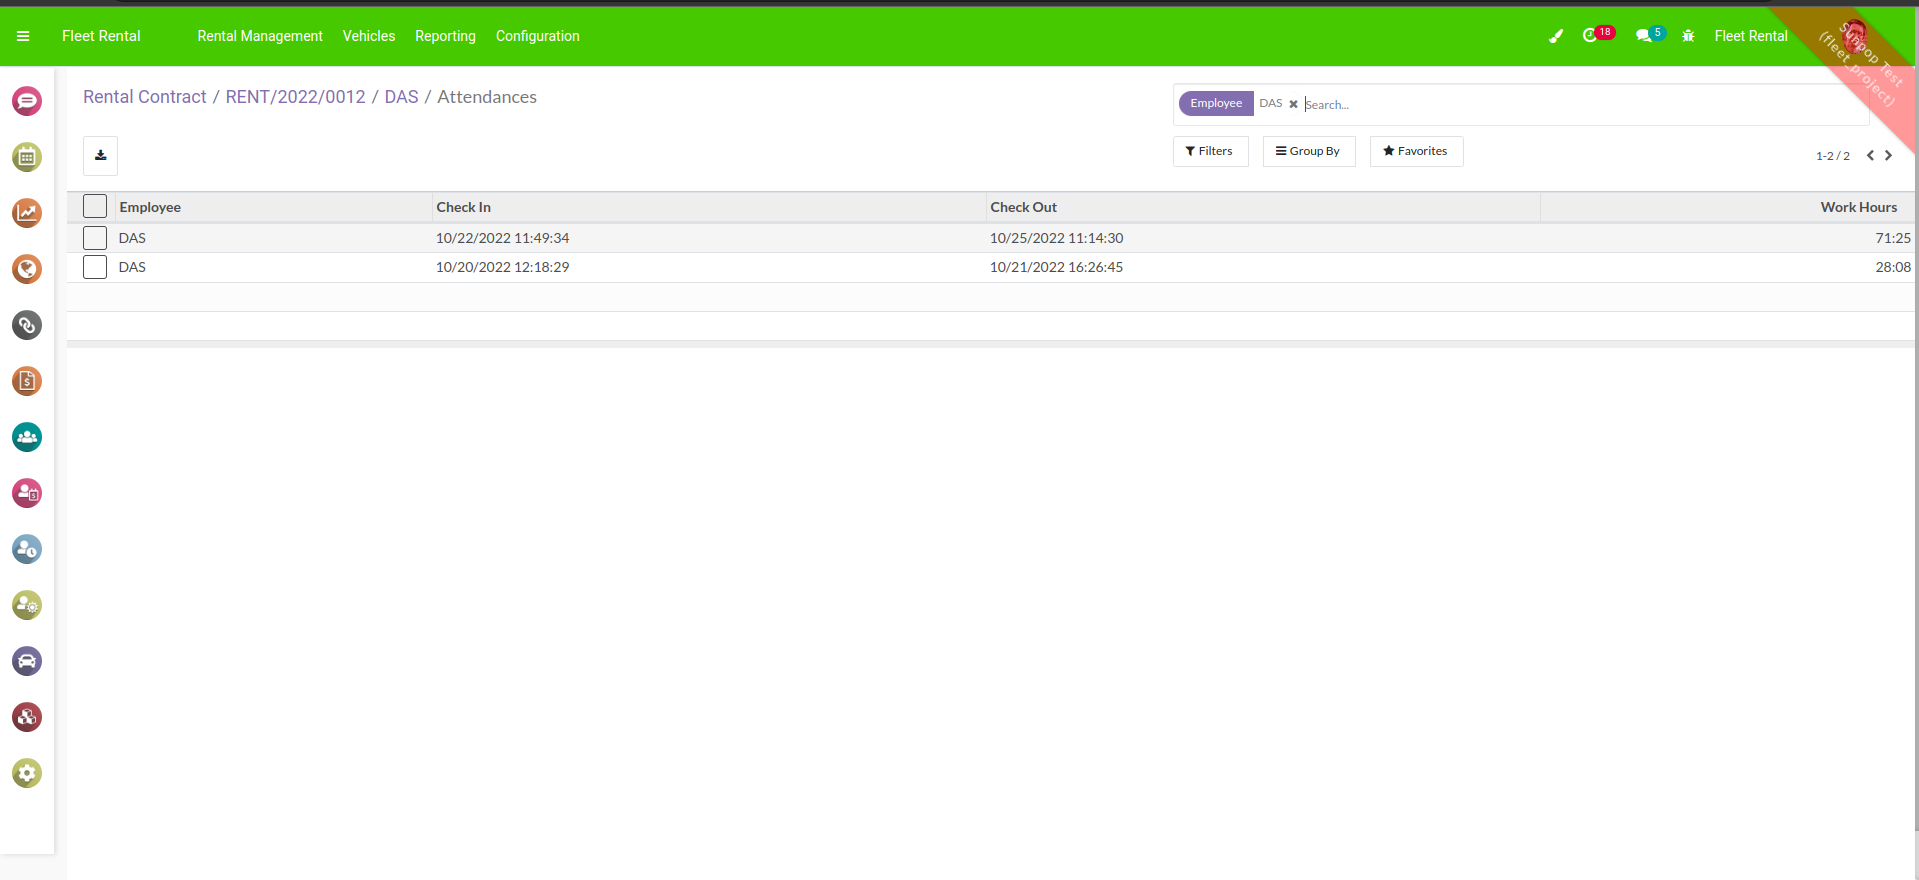 Fleet Rental Rental Management Vehicles Reporting Configuration 18 5 Fleet Rental
Sunpop Test
(fleet_project)
Rental Contract / RENT/2022/0012 / DAS / Attendances
Employee DAS Search...
Filters Group By Favorites
1-2 / 2
Employee Check In Check Out Work Hours
DAS 10/22/2022 11:49:34 10/25/2022 11:14:30 71:25
DAS 10/20/2022 12:18:29 10/21/2022 16:26:45 28:08